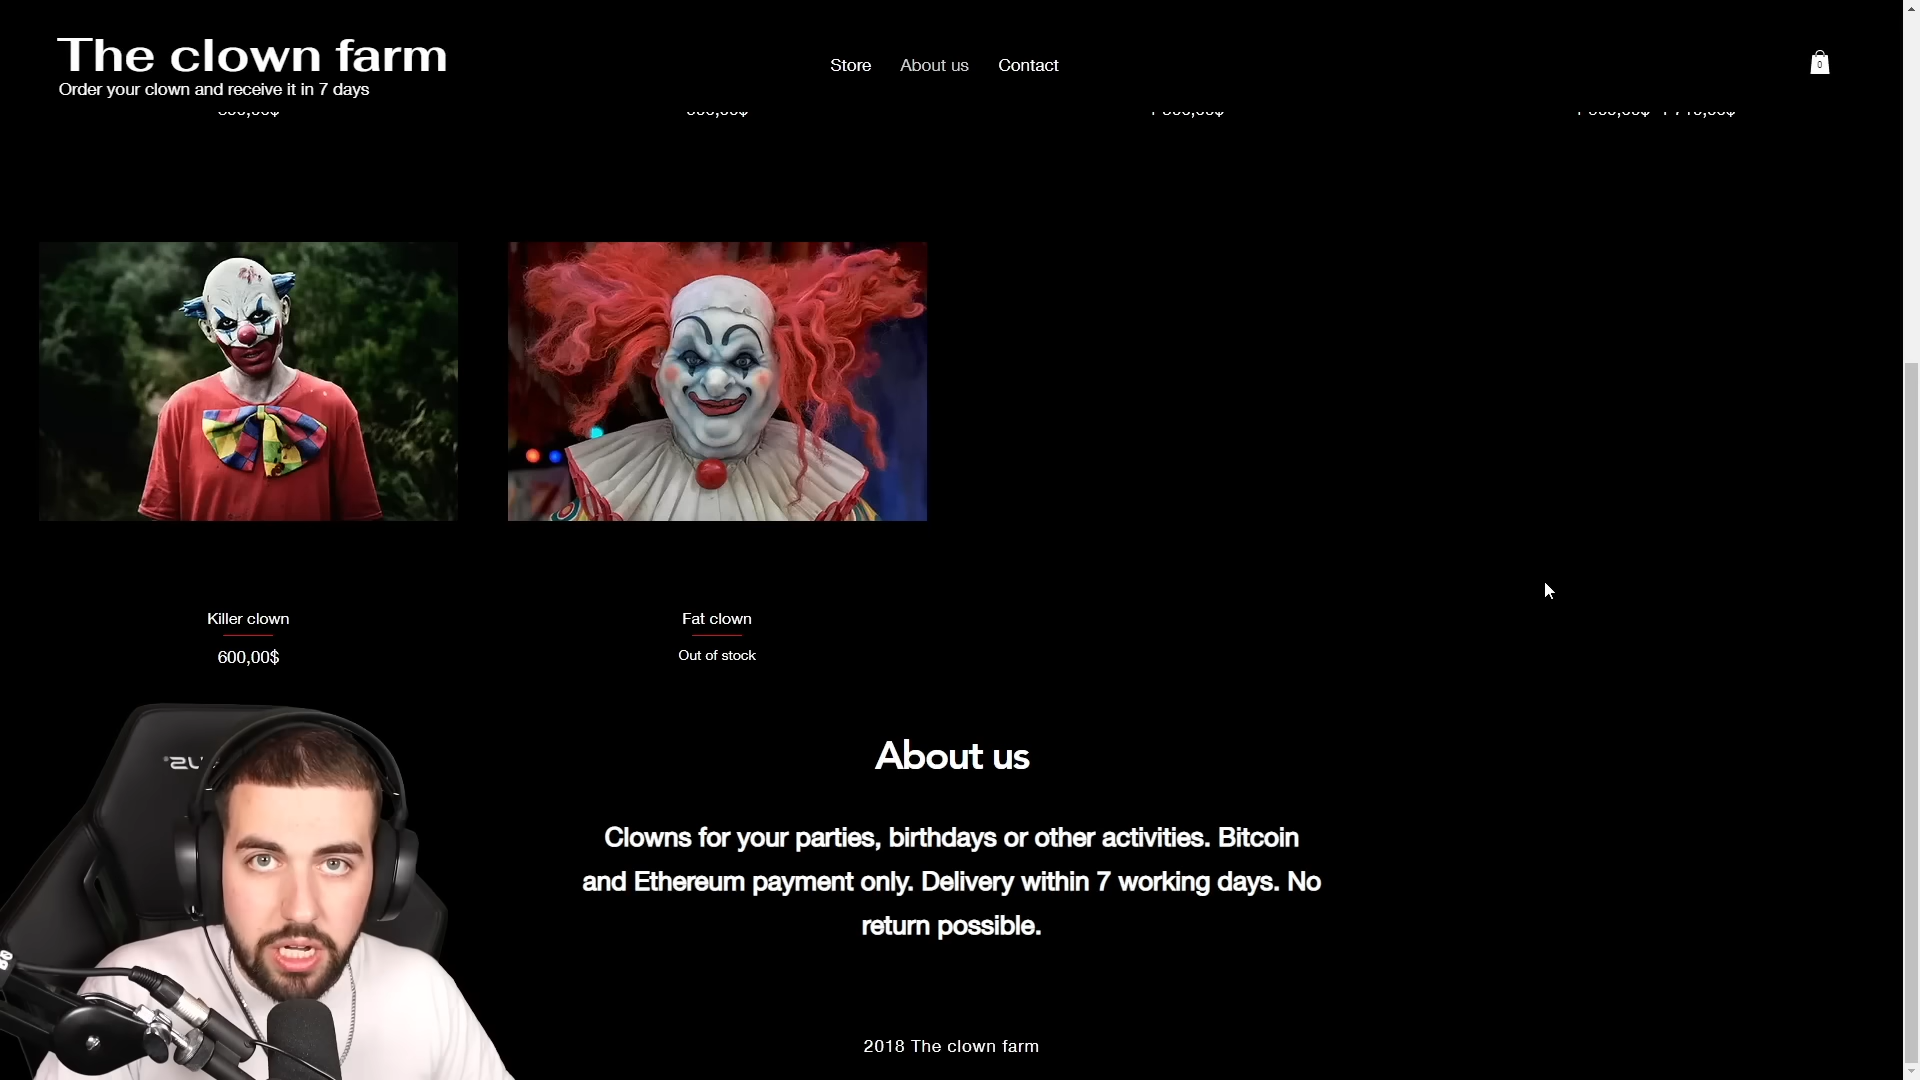 The clown farm
Order your clown and receive it in 7 days
Store
About us
Contact
0
Killer clown
600,00$
Fat clown
Out of stock
About us
Clowns for your parties, birthdays or other activities. Bitcoin
and Ethereum payment only. Delivery within 7 working days. No
return possible.
2018 The clown farm